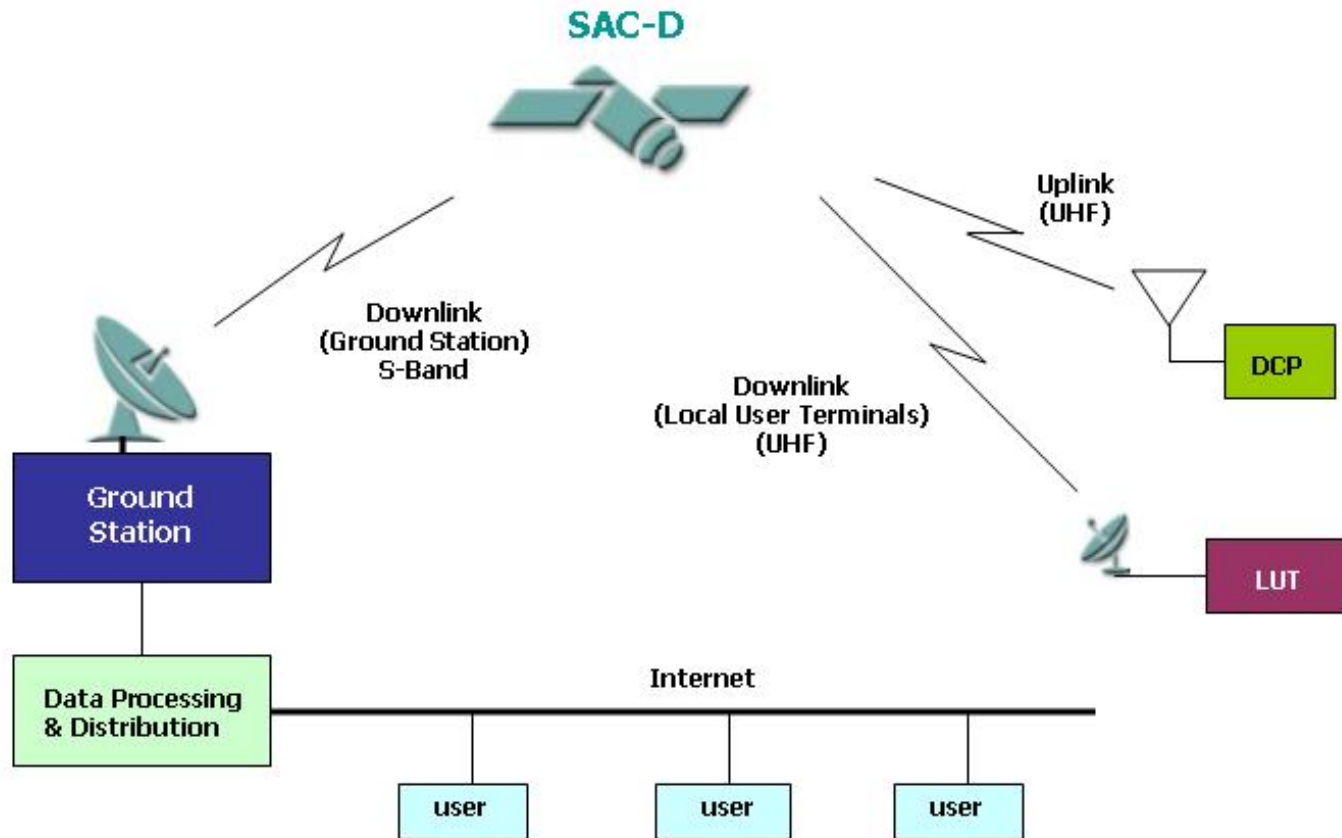 SAC-D
Uplink
(UHF)
Downlink
(Ground Station)
S-Band
DCP
Downlink
(Local User Terminals)
(UHF)
Ground
Station
LUT
Internet
Data Processing
& Distribution
user
user
user